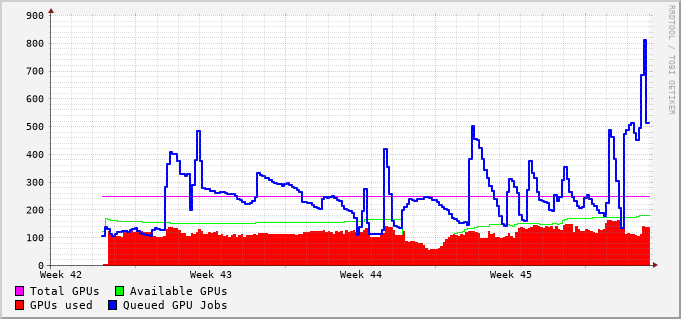 900
800
700
600
500
400
300
200
100
0
Week 42 Week 43 Week 44 Week 45
Total GPUs Available GPUs
GPUs used Queued GPU Jobs
RRDTOOL / TOBI OETIKER